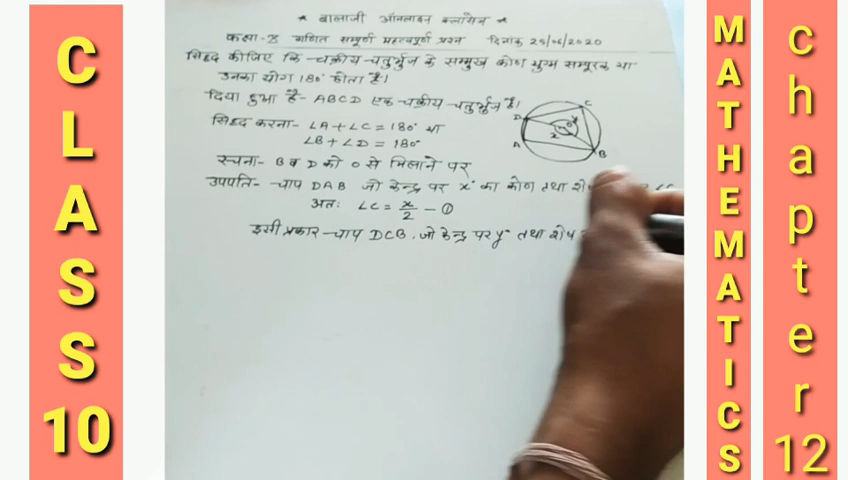 CLASS 10
★ बालाजी ऑनलाइन क्लासेस ★
कक्षा-8 गणित सम्पूर्ण महत्वपूर्ण प्रश्न दिनांक 25/06/2020
सिद्ध कीजिए कि चक्रीय चतुर्भुज के सम्मुख कोण युग्म सम्पूरक या
उनका योग 180° होता है।
दिया हुआ है- ABCD एक चक्रीय चतुर्भुज है।
सिद्ध करना- ∠A+∠C = 180° या
∠B+∠D = 180°
D C A B O x y
रचना- B व D को O से मिलाने पर
उपपति- चाप DAB जो केन्द्र पर x° का कोण तथा शेष
अतः ∠C = x/2 - ①
इसी प्रकार-चाप DCB. जो केन्द्र पर y° तथा शेष
MATHEMATICS
chapter 12